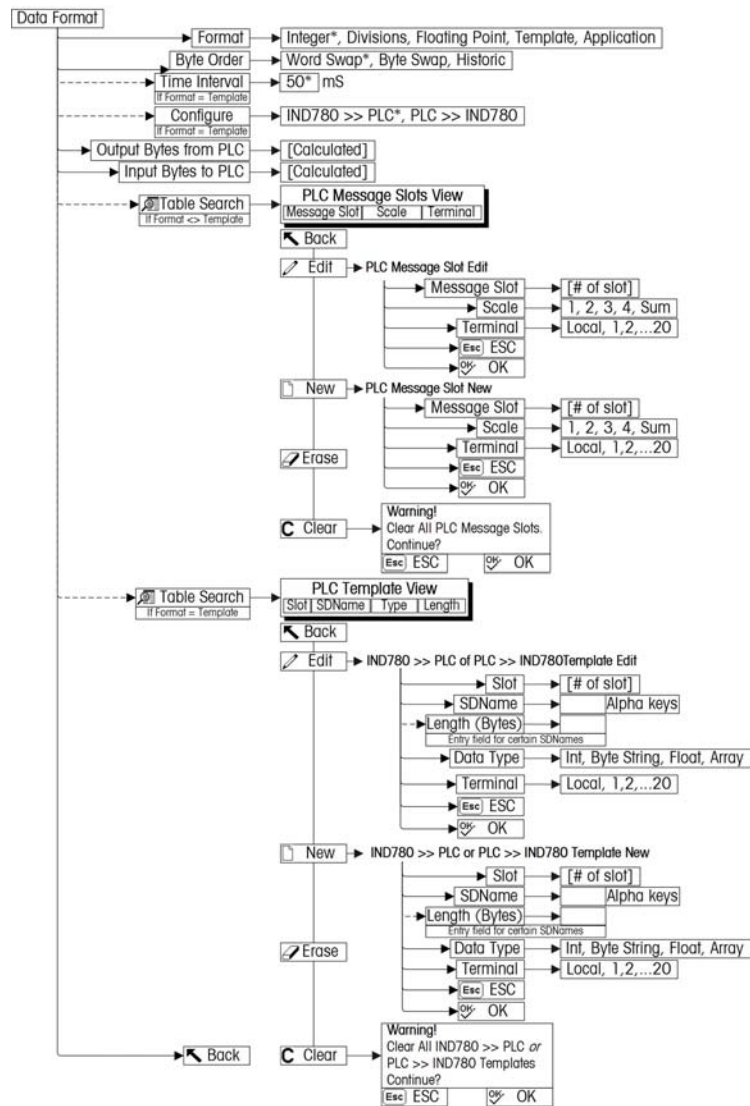 Data Format
Format Integer*, Divisions, Floating Point, Template, Application
Byte Order Word Swap*, Byte Swap, Historic
Time Interval 50* mS
If Format = Template
Configure IND780 >> PLC*, PLC >> IND780
If Format = Template
Output Bytes from PLC [Calculated]
Input Bytes to PLC [Calculated]
Table Search PLC Message Slots View
If Format <> Template Message Slot Scale Terminal
Back
Edit PLC Message Slot Edit
Message Slot [# of slot]
Scale 1, 2, 3, 4, Sum
Terminal Local, 1,2,...20
Esc ESC
OK OK
New PLC Message Slot New
Message Slot [# of slot]
Scale 1, 2, 3, 4, Sum
Erase Terminal Local, 1,2,...20
Esc ESC
OK OK
Warning!
C Clear Clear All PLC Message Slots.
Continue?
Esc ESC OK OK
Table Search PLC Template View
If Format = Template Slot SDName Type Length
Back
Edit IND780 >> PLC of PLC >> IND780Template Edit
Slot [# of slot]
SDName Alpha keys
Length (Bytes)
Entry field for certain SDNames
Data Type Int, Byte String, Float, Array
Terminal Local, 1,2,...20
Esc ESC
OK OK
New IND780 >> PLC or PLC >> IND780 Template New
Slot [# of slot]
SDName Alpha keys
Length (Bytes)
Entry field for certain SDNames
Erase Data Type Int, Byte String, Float, Array
Terminal Local, 1,2,...20
Esc ESC
OK OK
Warning!
Back C Clear Clear All IND780 >> PLC or
PLC >> IND780 Templates
Continue?
Esc ESC OK OK